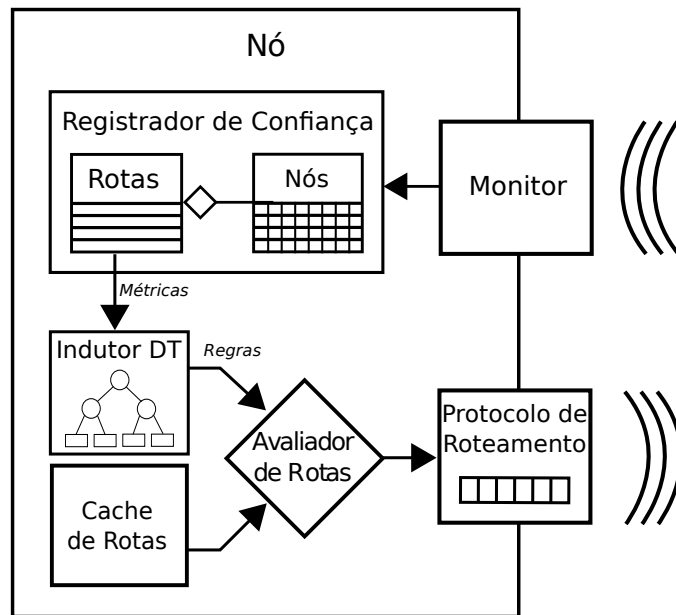 Nó
Registrador de Confiança
Rotas
Nós
Monitor
Métricas
Indutor DT
Regras
Avaliador
de Rotas
Protocolo de
Roteamento
Cache
de Rotas